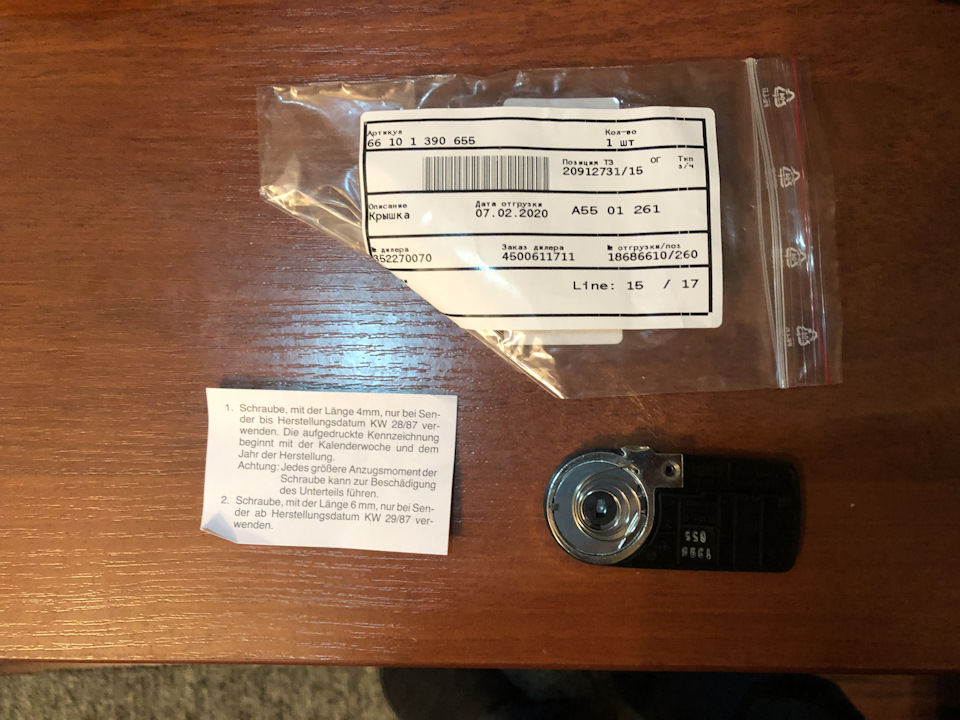 Артикул
66 10 1 390 655
Кол-во
1 шт
Позиция ТЗ
20912731/15
ОГ
Тип
з/ч
Описание
Крышка
Дата отгрузки
07.02.2020
A55 01 261
№ дилера
352270070
Заказ дилера
4500611711
№ отгрузки/поз
18686610/260
Line: 15 / 17
1. Schraube, mit der Länge 4mm, nur bei Sen-
der bis Herstellungsdatum KW 28/87 ver-
wenden. Die aufgedruckte Kennzeichnung
beginnt mit der Kalenderwoche und dem
Jahr der Herstellung.
Achtung: Jedes größere Anzugsmoment der
Schraube kann zur Beschädigung
des Unterteils führen.
2. Schraube, mit der Länge 6 mm, nur bei Sen-
der ab Herstellungsdatum KW 29/87 ver-
wenden.
1390
655